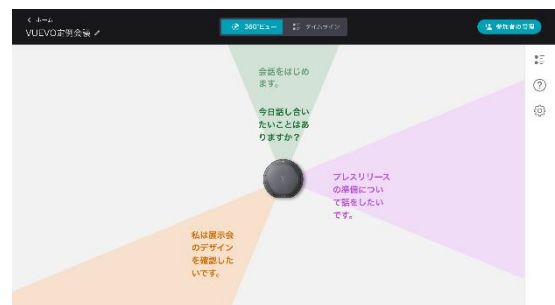 < ホーム
VUEVO定例会議
360°ビュー
タイムライン
参加者の管理
会話をはじめ
ます。
今日話し合い
たいことはあ
りますか？
プレスリリース
の準備につい
て話をしたい
です。
私は展示会
のデザイン
を確認した
いです。